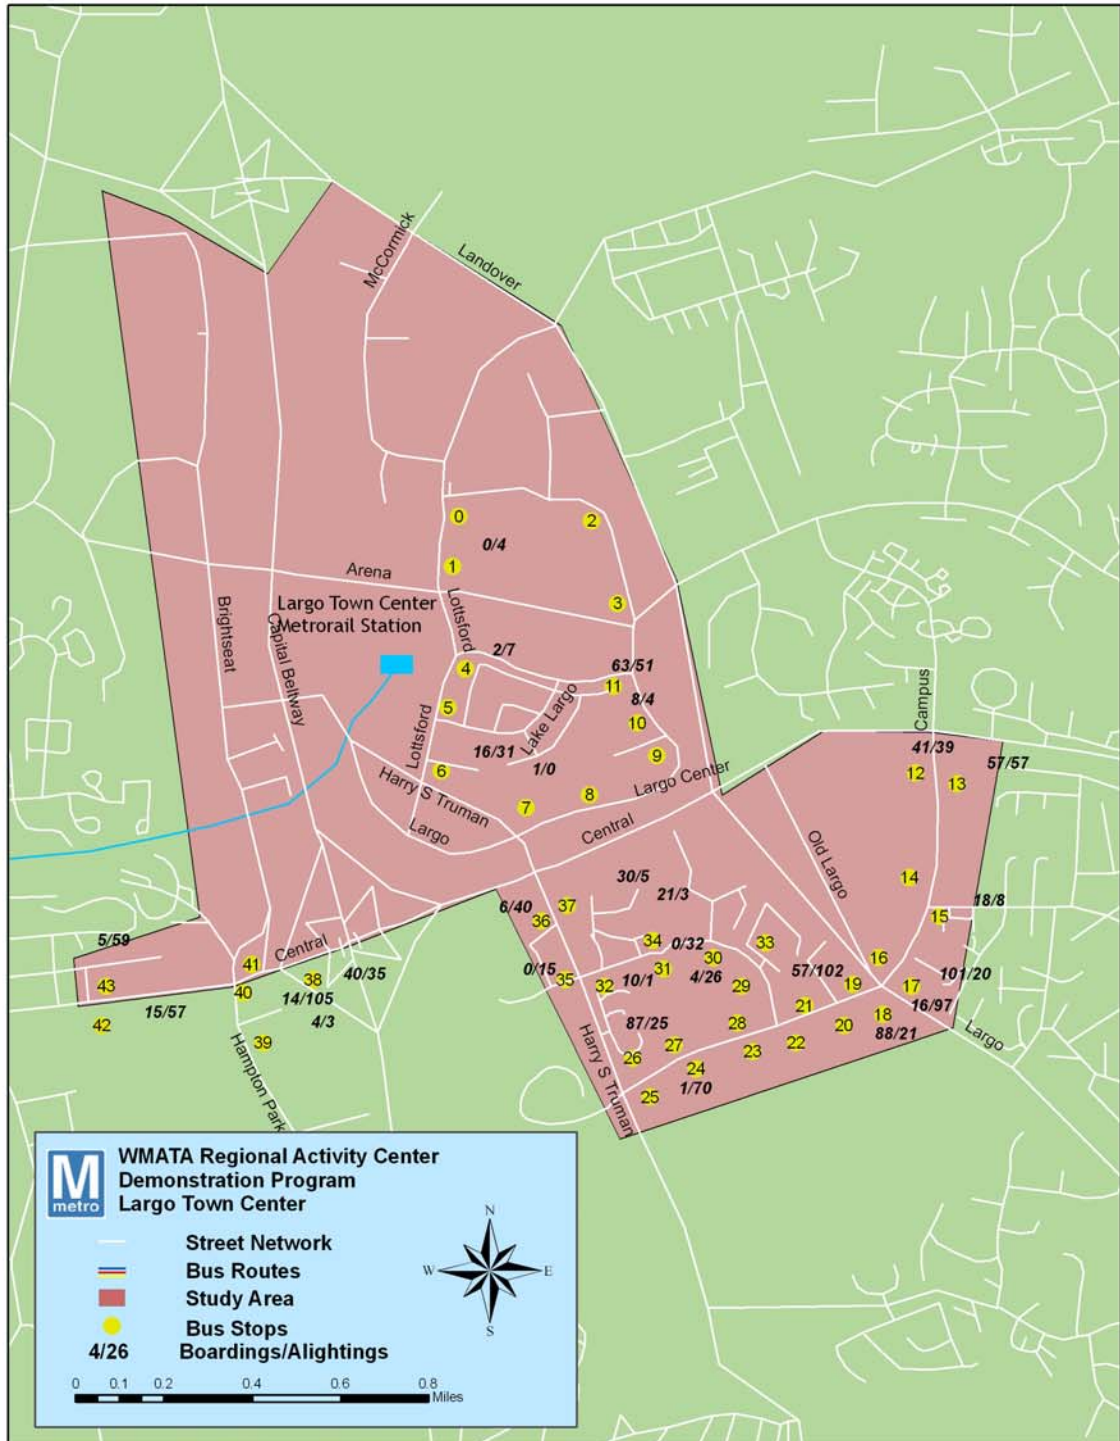 McCormick
Landover
0
2
0/4
1
Arena
3
Largo Town Center
Metrorail Station
Lottsford
Brightseat
Capital Beltway
2/7
4
63/51
11
8/4
5
Lake Largo
10
Campus
Lottsford
16/31
1/0
9
41/39
57/57
12
13
6
Harry S Truman
Largo Center
8
7
Largo
Central
Old Largo
30/5
14
21/3
18/8
6/40
37
36
15
5/59
Central
34
0/32
33
41
30
16
0/15
40/35
57/102
101/20
43
38
35
32
10/1
31
4/26
29
19
17
40
14/105
16/97
15/57
4/3
21
18
42
87/25
28
20
88/21
Largo
39
27
22
Hampton Park
26
23
Harry S Truman
24
1/70
25
M
metro
WMATA Regional Activity Center
Demonstration Program
Largo Town Center
N
W
E
S
Street Network
Bus Routes
Study Area
Bus Stops
4/26 Boardings/Alightings
0 0.1 0.2 0.4 0.6 0.8
Miles